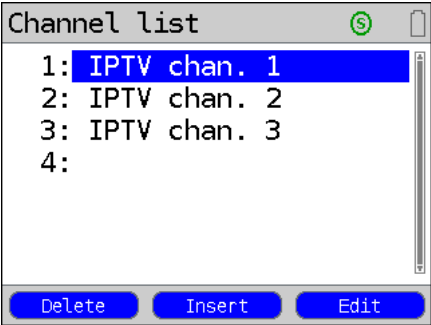 Channel list S
1: IPTV chan. 1
2: IPTV chan. 2
3: IPTV chan. 3
4:
Delete Insert Edit